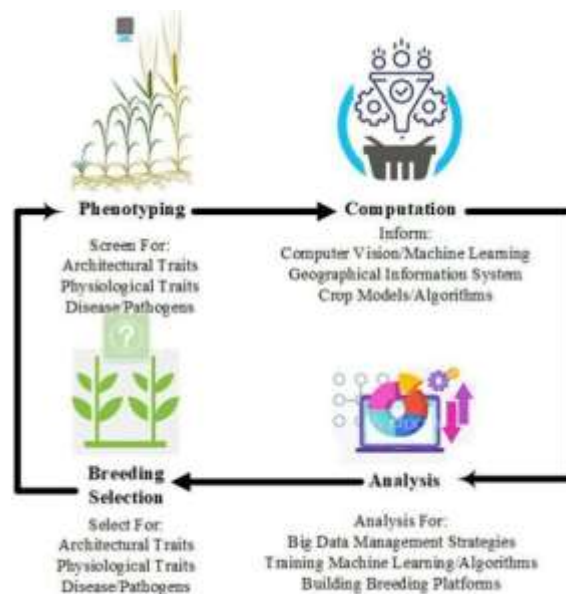 Phenotyping
Screen For:
Architectural Traits
Physiological Traits
Disease/Pathogens
Computation
Inform:
Computer Vision/Machine Learning
Geographical Information System
Crop Models/Algorithms
?
Breeding
Selection
Select For:
Architectural Traits
Physiological Traits
Disease/Pathogens
Analysis
Analysis For:
Big Data Management Strategies
Training Machine Learning/Algorithms
Building Breeding Platforms